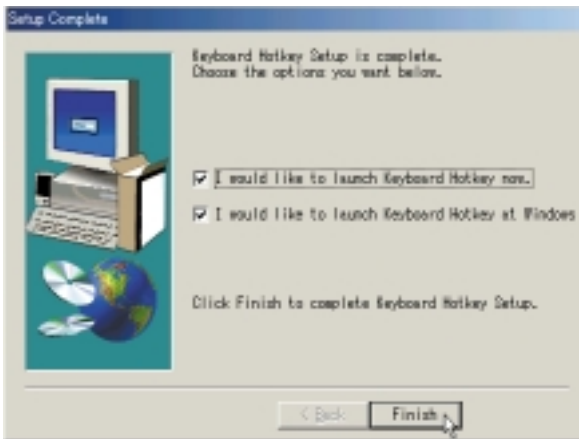 Setup Complete
Keyboard Hotkey Setup is complete.
Choose the options you want below.
I would like to launch Keyboard Hotkey now.
I would like to launch Keyboard Hotkey at Windows
Click Finish to complete Keyboard Hotkey Setup.
< Back
Finish